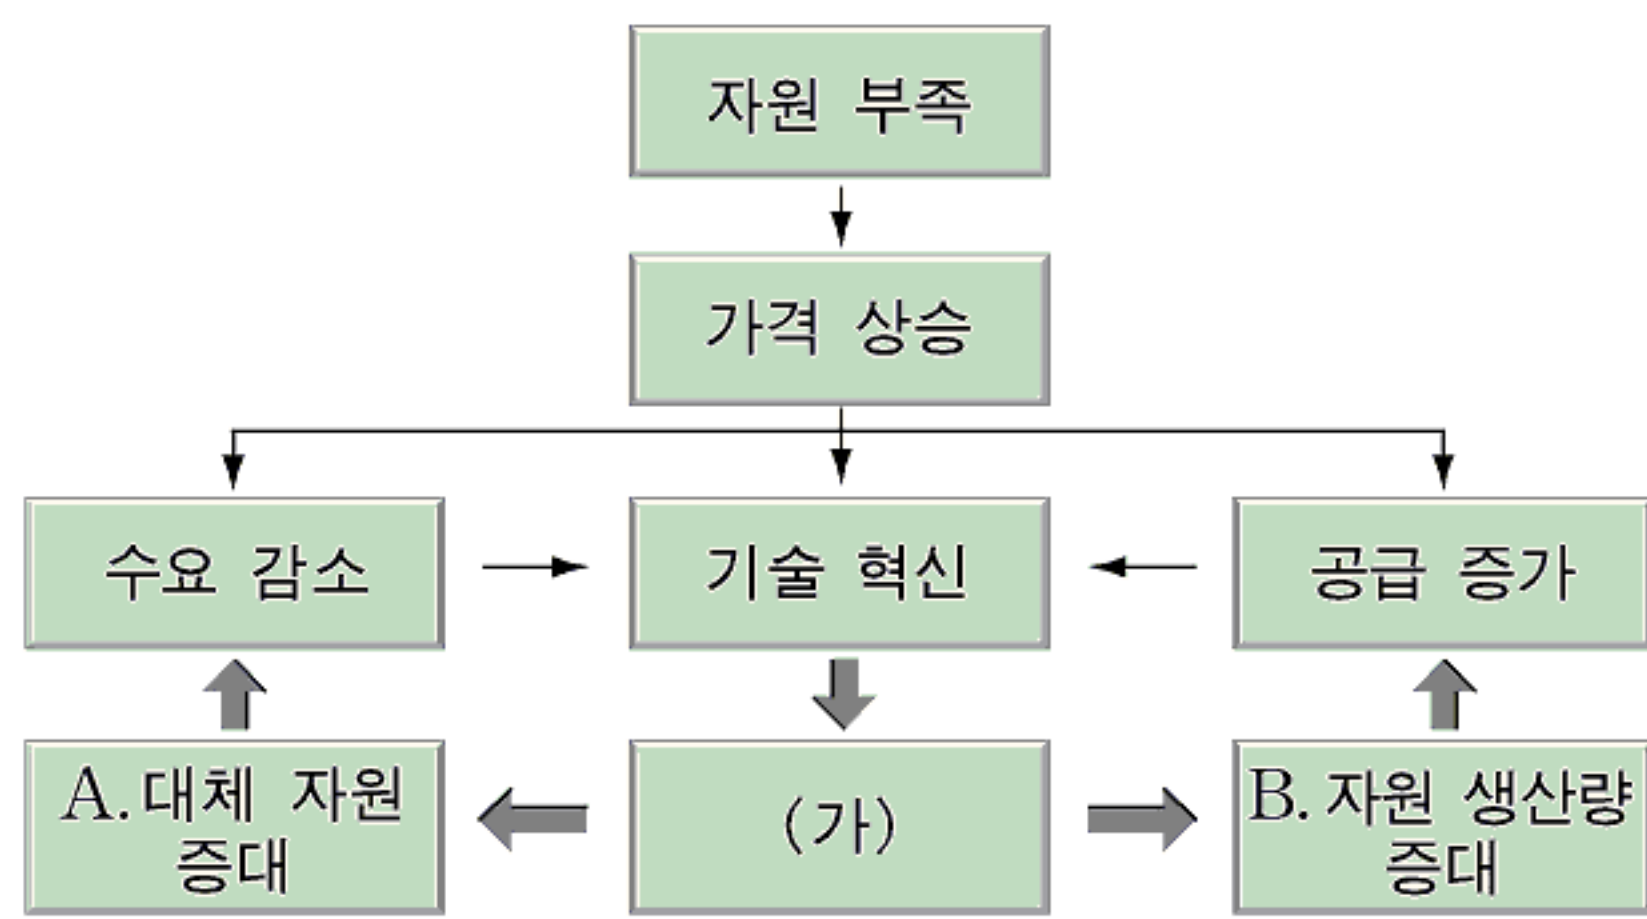 자원 부족
가격 상승
수요 감소
기술 혁신
공급 증가
A. 대체 자원
증대
(가)
B. 자원 생산량
증대